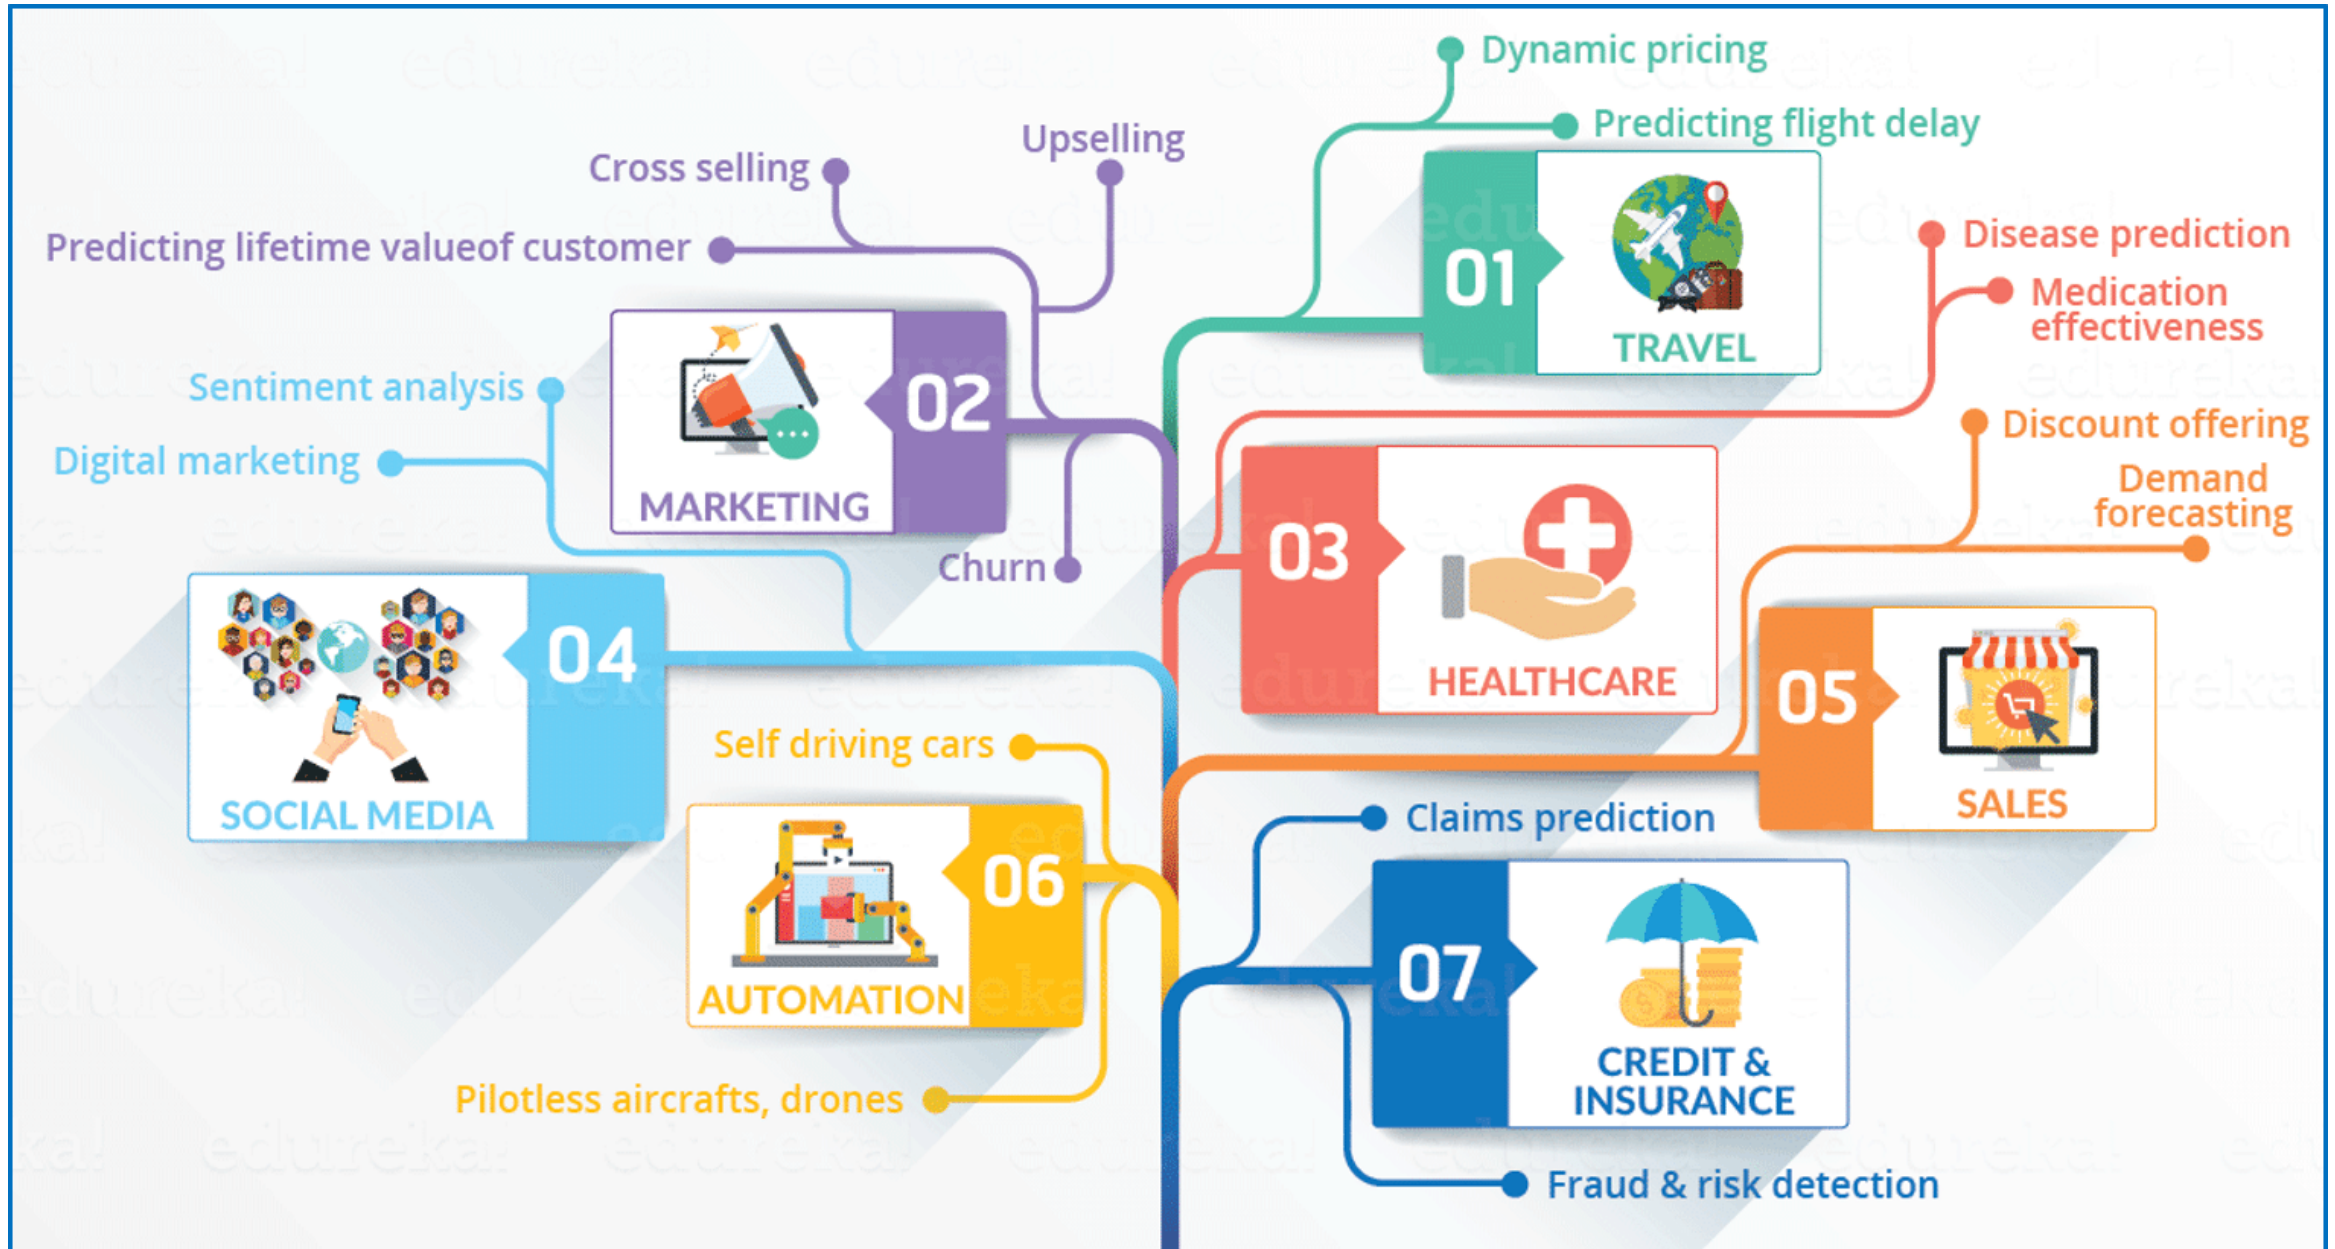 Dynamic pricing
Predicting flight delay
01
TRAVEL
Upselling
Cross selling
Predicting lifetime valueof customer
02
MARKETING
Churn
Disease prediction
Medication
effectiveness
03
HEALTHCARE
Sentiment analysis
Digital marketing
04
SOCIAL MEDIA
Discount offering
Demand
forecasting
05
SALES
Self driving cars
06
AUTOMATION
Pilotless aircrafts, drones
Claims prediction
07
CREDIT &
INSURANCE
Fraud & risk detection
edureka!